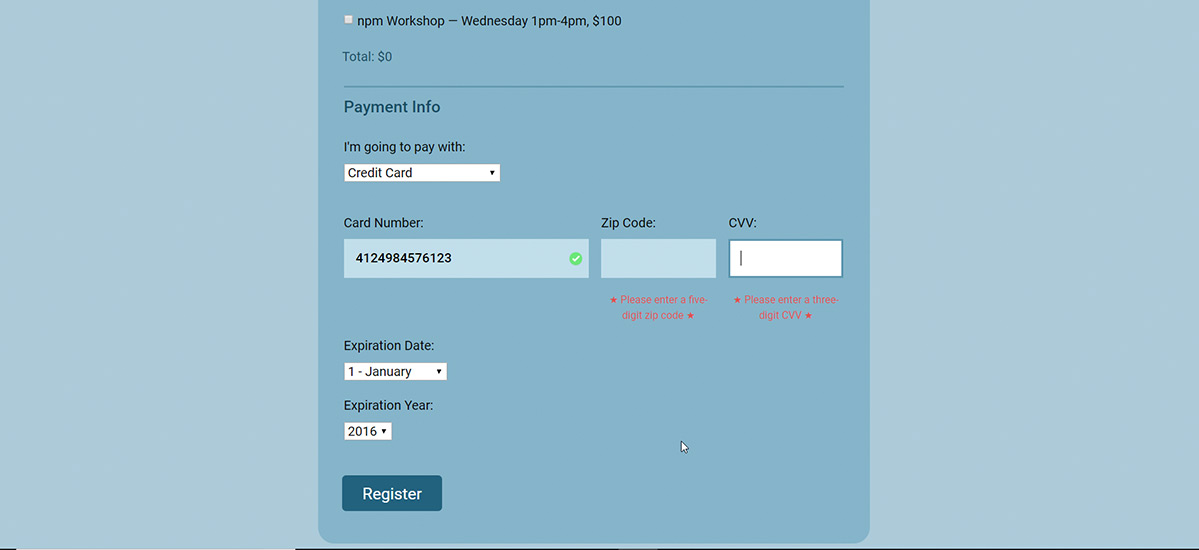 npm Workshop — Wednesday 1pm-4pm, $100
Total: $0
Payment Info
I'm going to pay with:
Credit Card
Card Number:
Zip Code:
CVV:
4124984576123
★ Please enter a five-
digit zip code ★
★ Please enter a three-
digit CVV ★
Expiration Date:
1 - January
Expiration Year:
2016
Register